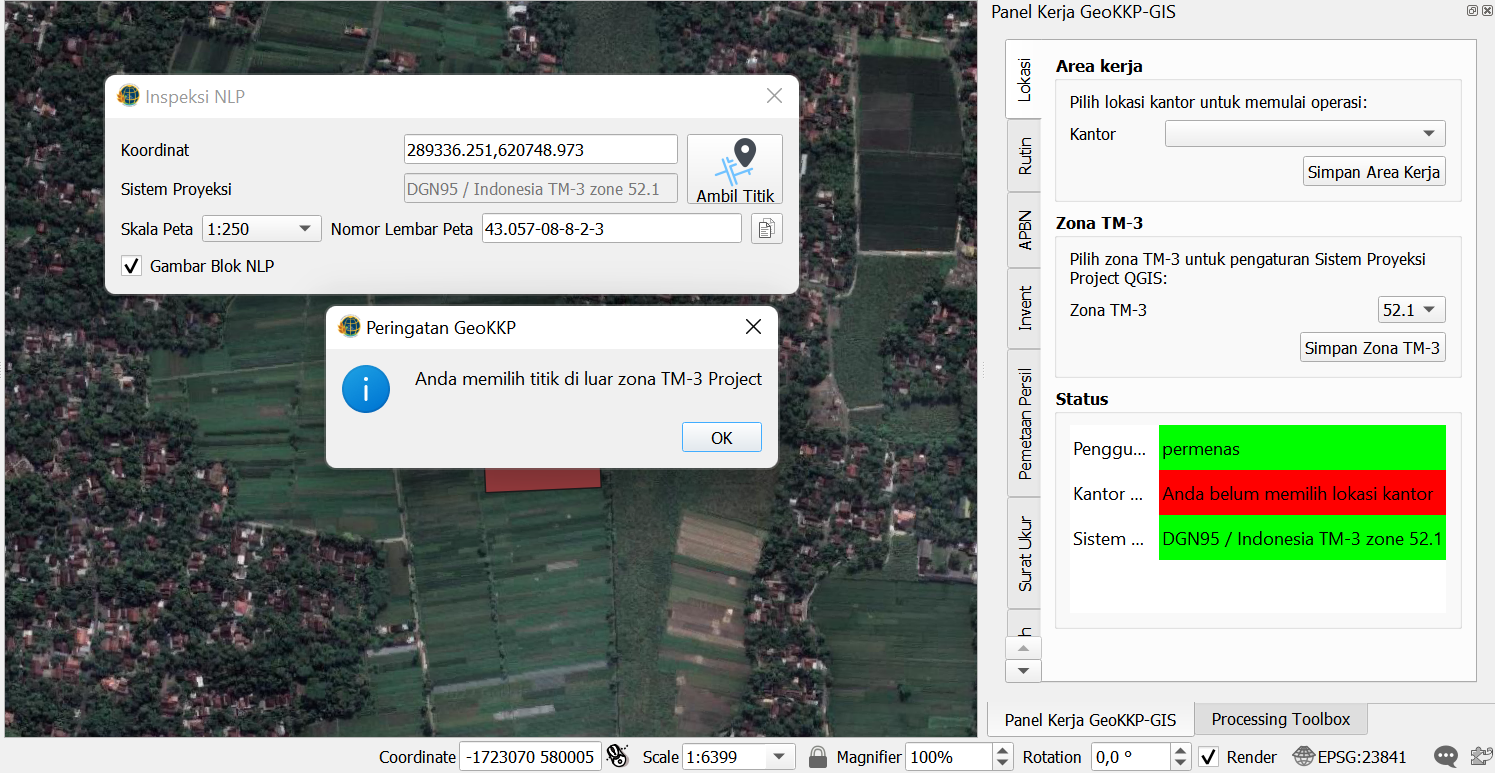 Panel Kerja GeoKKP-GIS
Inspeksi NLP
Koordinat
289336.251,620748.973
Ambil Titik
Sistem Proyeksi
DGN95 / Indonesia TM-3 zone 52.1
Skala Peta
1:250
Nomor Lembar Peta
43.057-08-8-2-3
Gambar Blok NLP
Peringatan GeoKKP
Anda memilih titik di luar zona TM-3 Project
OK
Lokasi
Rutin
APBN
Invent
Pemetaan Persil
Surat Ukur
Area kerja
Pilih lokasi kantor untuk memulai operasi:
Kantor
Simpan Area Kerja
Zona TM-3
Pilih zona TM-3 untuk pengaturan Sistem Proyeksi
Project QGIS:
Zona TM-3
52.1
Simpan Zona TM-3
Status
Penggu...
permenas
Kantor ...
Anda belum memilih lokasi kantor
Sistem ...
DGN95 / Indonesia TM-3 zone 52.1
Panel Kerja GeoKKP-GIS
Processing Toolbox
Coordinate
-1723070 580005
Scale
1:6399
Magnifier
100%
Rotation
0,0 °
Render
EPSG:23841